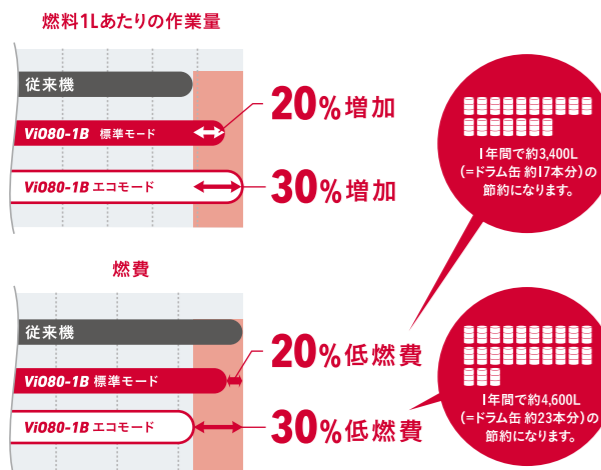 燃料1Lあたりの作業量
従来機
ViO80-1B 標準モード
ViO80-1B エコモード
20%増加
30%増加
1年間で約3,400L
(=ドラム缶 約17本分)の
節約になります。
燃費
従来機
ViO80-1B 標準モード
ViO80-1B エコモード
20%低燃費
30%低燃費
1年間で約4,600L
(=ドラム缶 約23本分)の
節約になります。